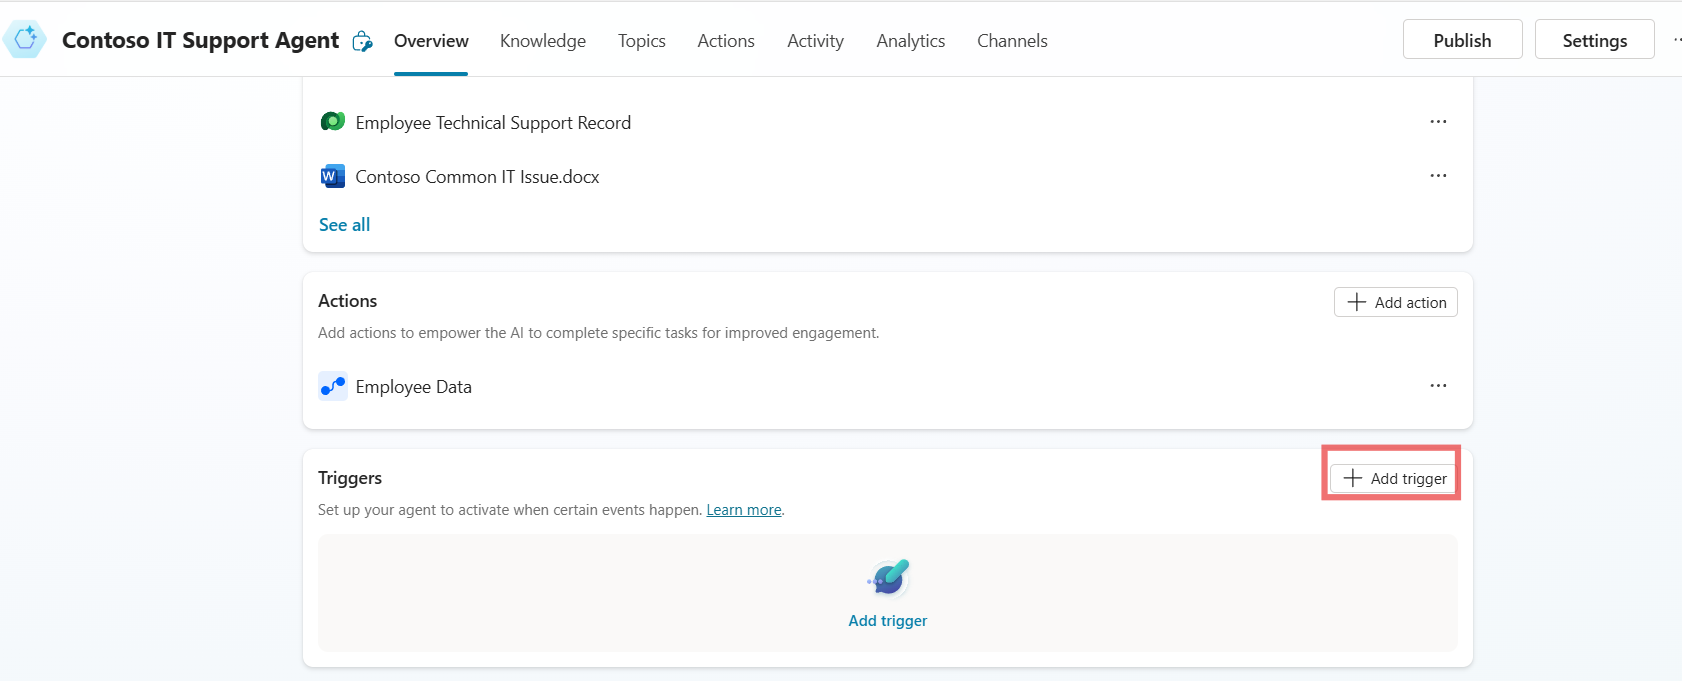 Contoso IT Support Agent Overview Knowledge Topics Actions Activity Analytics Channels Publish Settings ...
Employee Technical Support Record ...
W Contoso Common IT Issue.docx ...
See all
Actions + Add action
Add actions to empower the AI to complete specific tasks for improved engagement.
Employee Data ...
Triggers + Add trigger
Set up your agent to activate when certain events happen. Learn more.
Add trigger